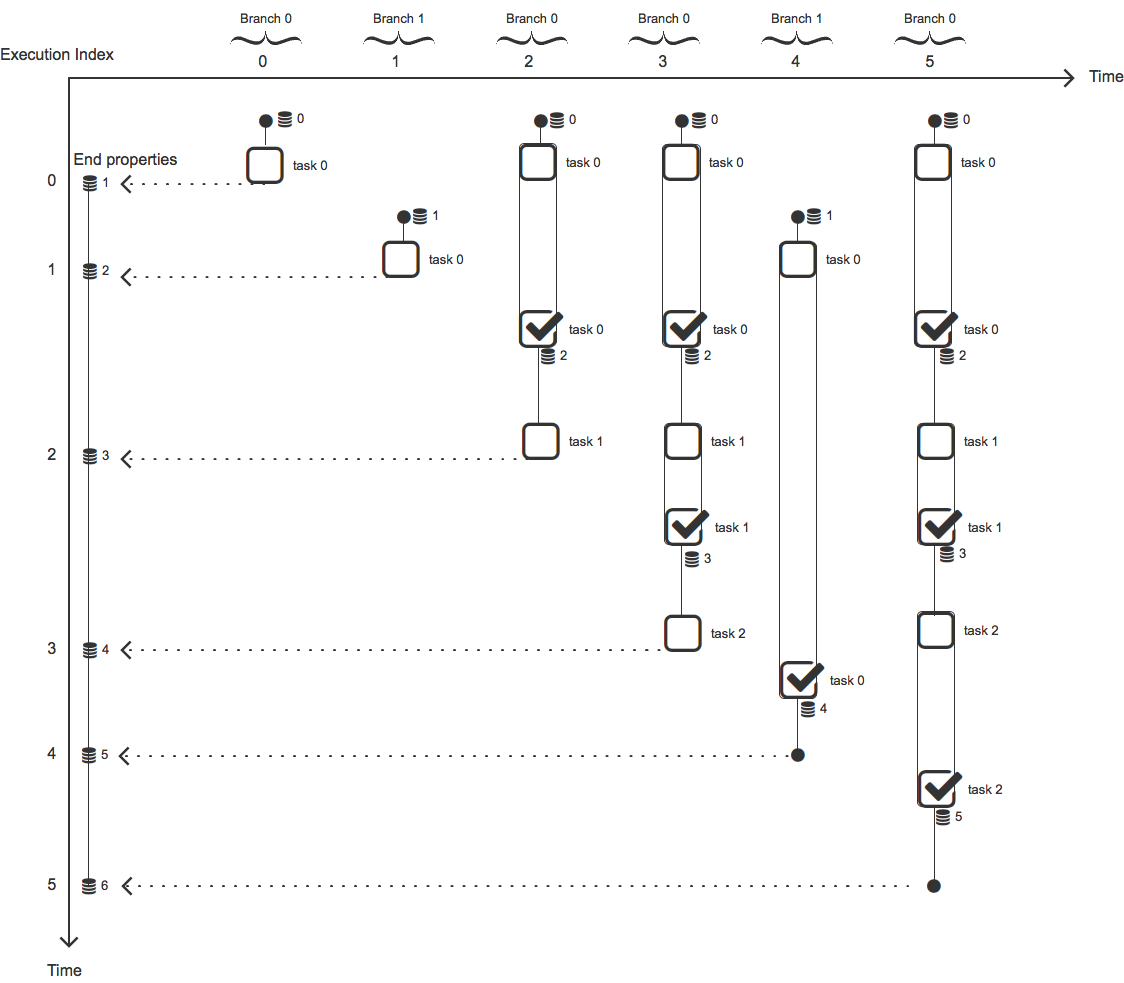 Branch 0 Branch 1 Branch 0 Branch 0 Branch 1 Branch 0
Execution Index
0 1 2 3 4 5
Time
0 0 0 0
End properties
task 0 task 0 task 0 task 0
0 1
1 1
1 2 task 0 task 0
task 0 task 0 task 0
2 2 2
2 3 task 1 task 1 task 1
task 1 task 1
3 3
3 4 task 2 task 2
task 0
4
4 5
task 2
5
5 6
Time